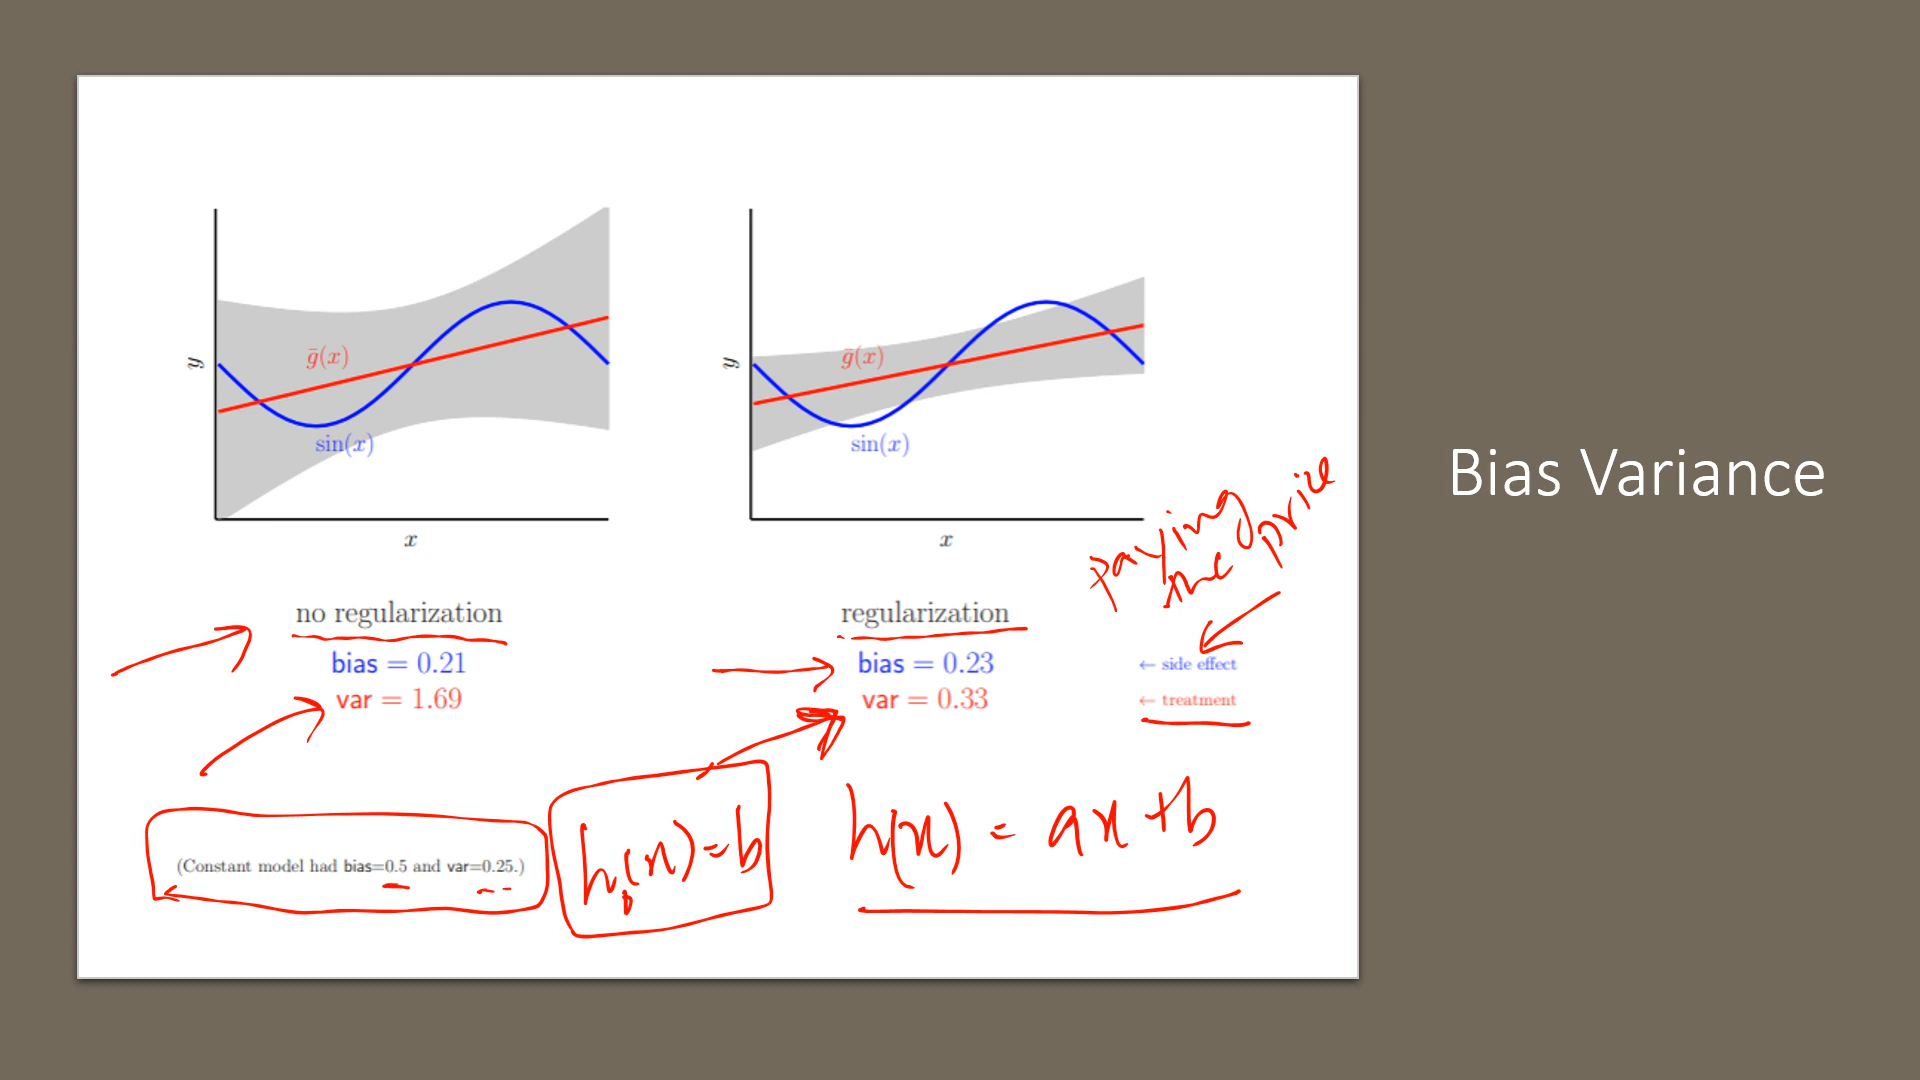 Bias Variance
y
ḡ(x)
sin(x)
x
y
ḡ(x)
sin(x)
x
paying
the price
no regularization
bias = 0.21
var = 1.69
regularization
bias = 0.23
var = 0.33
← side effect
← treatment
(Constant model had bias=0.5 and var=0.25.)
h₀(x)=b
h(x) = ax+b